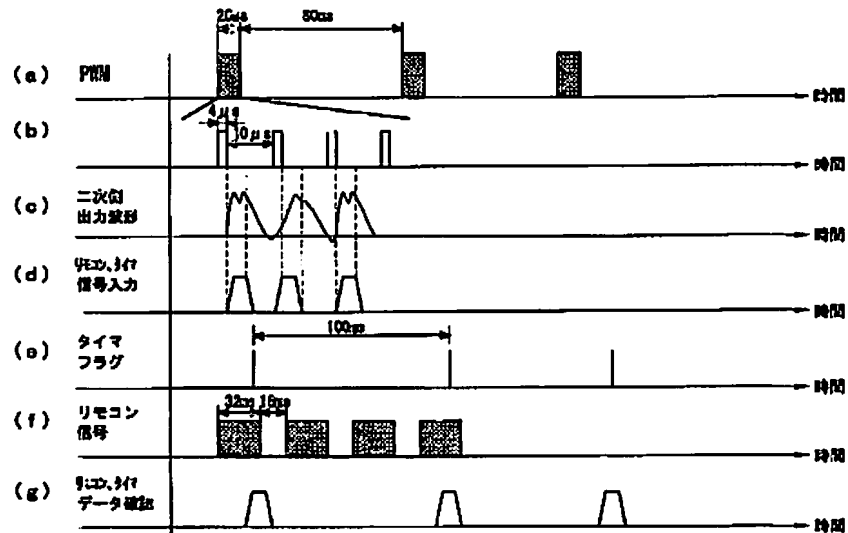 20μs 80ms
(a) PWM
時間
4μs
10μs
(b)
時間
(c) 二次側
出力波形
時間
(d) リモコン、タイマ
信号入力
時間
100ms
(e) タイマ
フラグ
時間
32ms 16ms
(f) リモコン
信号
時間
(g) リモコン、タイマ
データ確認
時間